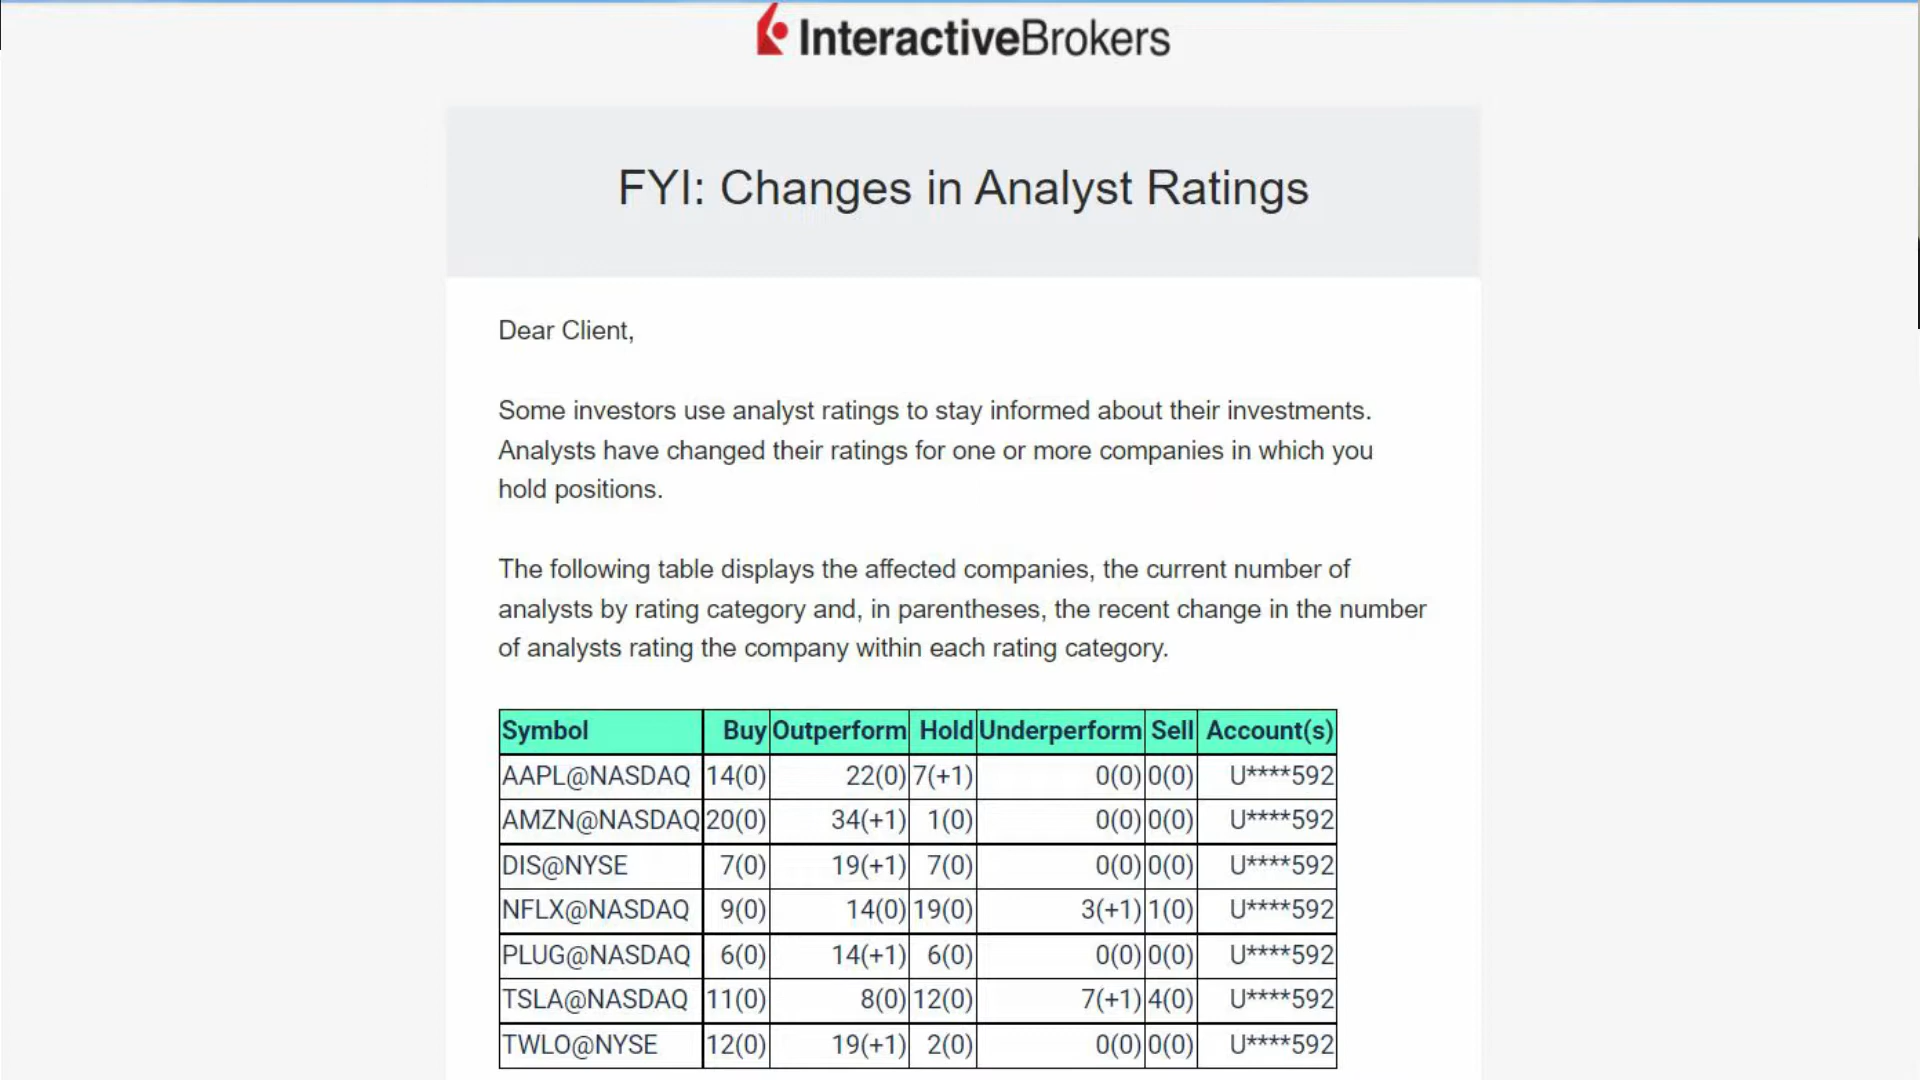 InteractiveBrokers
FYI: Changes in Analyst Ratings
Dear Client,
Some investors use analyst ratings to stay informed about their investments.
Analysts have changed their ratings for one or more companies in which you
hold positions.
The following table displays the affected companies, the current number of
analysts by rating category and, in parentheses, the recent change in the number
of analysts rating the company within each rating category.
Symbol Buy Outperform Hold Underperform Sell Account(s)
AAPL@NASDAQ 14(0) 22(0) 7(+1) 0(0) 0(0) U****592
AMZN@NASDAQ 20(0) 34(+1) 1(0) 0(0) 0(0) U****592
DIS@NYSE 7(0) 19(+1) 7(0) 0(0) 0(0) U****592
NFLX@NASDAQ 9(0) 14(0) 19(0) 3(+1) 1(0) U****592
PLUG@NASDAQ 6(0) 14(+1) 6(0) 0(0) 0(0) U****592
TSLA@NASDAQ 11(0) 8(0) 12(0) 7(+1) 4(0) U****592
TWLO@NYSE 12(0) 19(+1) 2(0) 0(0) 0(0) U****592